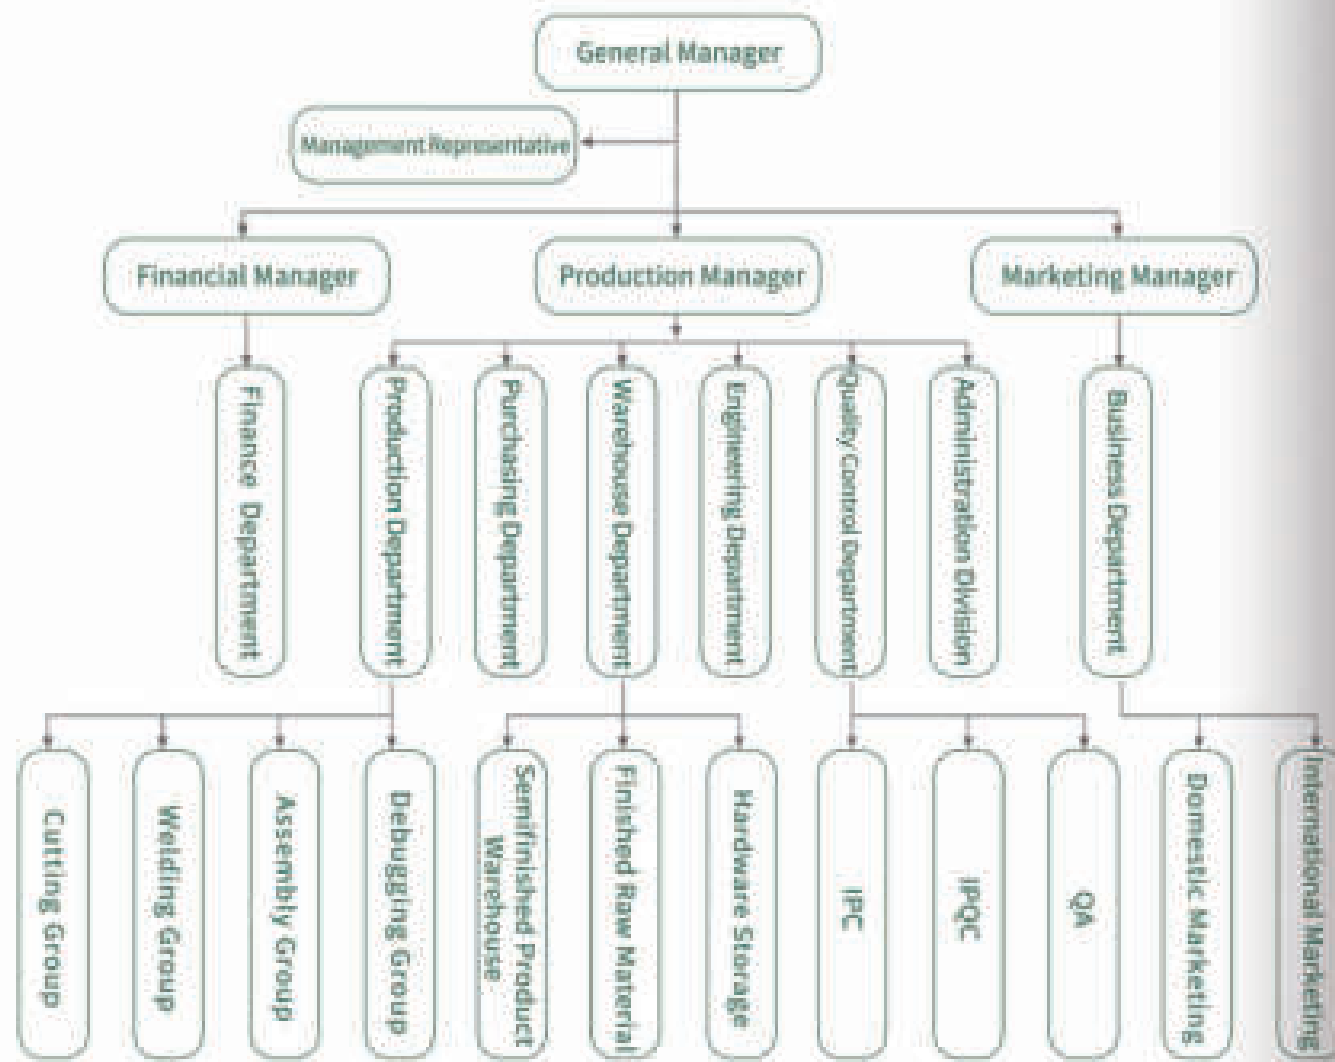 General Manager
Management Representative
Financial Manager
Production Manager
Marketing Manager
Finance Department
Production Department
Purchasing Department
Warehouse Department
Engineering Department
Quality Control Department
Administration Division
Business Department
Cutting Group
Welding Group
Assembly Group
Debugging Group
Semifinished Product
Warehouse
Finished Raw Material
Hardware Storage
IPC
IPQC
QA
Domestic Marketing
International Marketing